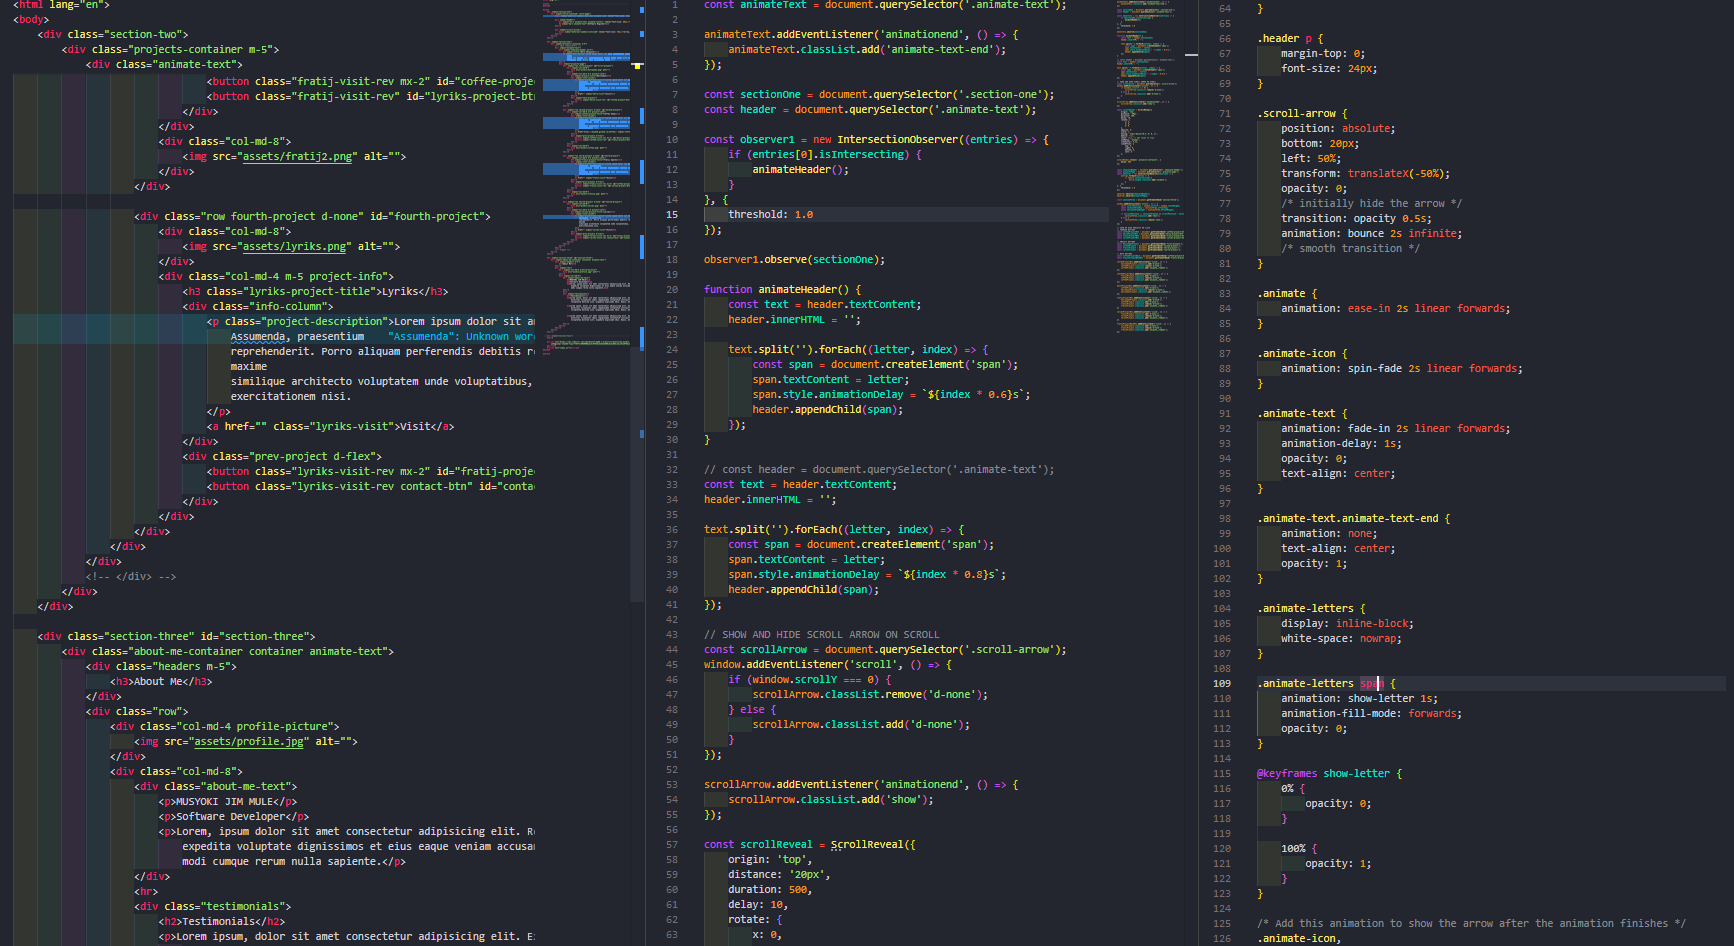 <html lang="en">
<body>
<div class="section-two">
<div class="projects-container m-5">
<div class="animate-text">
<button class="fratij-visit-rev mx-2" id="coffee-proje
<button class="fratij-visit-rev" id="lyriks-project-btn
</div>
</div>
<div class="col-md-8">
<img src="assets/fratij2.png" alt="">
</div>
</div>
<div class="row fourth-project d-none" id="fourth-project">
<div class="col-md-8">
<img src="assets/lyriks.png" alt="">
</div>
<div class="col-md-4 m-5 project-info">
<h3 class="lyriks-project-title">Lyriks</h3>
<div class="info-column">
<p class="project-description">Lorem ipsum dolor sit am
Assumenda, praesentium "Assumenda": Unknown wor
reprehenderit. Porro aliquam perferendis debitis r
maxime
similique architecto voluptatem unde voluptatibus,
exercitationem nisi.
</p>
<a href="" class="lyriks-visit">Visit</a>
</div>
<div class="prev-project d-flex">
<button class="lyriks-visit-rev mx-2" id="fratij-projec
<button class="lyriks-visit-rev contact-btn" id="contac
</div>
</div>
</div>
</div>
</div>
<!-- </div> -->
</div>
</div>
<div class="section-three" id="section-three">
<div class="about-me-container container animate-text">
<div class="headers m-5">
<h3>About Me</h3>
</div>
<div class="row">
<div class="col-md-4 profile-picture">
<img src="assets/profile.jpg" alt="">
</div>
<div class="col-md-8">
<div class="about-me-text">
<p>MUSYOKI JIM MULE</p>
<p>Software Developer</p>
<p>Lorem, ipsum dolor sit amet consectetur adipisicing elit. R
expedita voluptate dignissimos et eius eaque veniam accusa
modi cumque rerum nulla sapiente.</p>
</div>
<hr>
<div class="testimonials">
<h2>Testimonials</h2>
<p>Lorem ipsum, dolor sit amet consectetur adipisicing elit. E
1 const animateText = document.querySelector('.animate-text');
2
3 animateText.addEventListener('animationend', () => {
4 animateText.classList.add('animate-text-end');
5 });
6
7 const sectionOne = document.querySelector('.section-one');
8 const header = document.querySelector('.animate-text');
9
10 const observer1 = new IntersectionObserver((entries) => {
11 if (entries[0].isIntersecting) {
12 animateHeader();
13 }
14 }, {
15 threshold: 1.0
16 });
17
18 observer1.observe(sectionOne);
19
20 function animateHeader() {
21 const text = header.textContent;
22 header.innerHTML = '';
23
24 text.split('').forEach((letter, index) => {
25 const span = document.createElement('span');
26 span.textContent = letter;
27 span.style.animationDelay = `${index * 0.6}s`;
28 header.appendChild(span);
29 });
30 }
31
32 // const header = document.querySelector('.animate-text');
33 const text = header.textContent;
34 header.innerHTML = '';
35
36 text.split('').forEach((letter, index) => {
37 const span = document.createElement('span');
38 span.textContent = letter;
39 span.style.animationDelay = `${index * 0.8}s`;
40 header.appendChild(span);
41 });
42
43 // SHOW AND HIDE SCROLL ARROW ON SCROLL
44 const scrollArrow = document.querySelector('.scroll-arrow');
45 window.addEventListener('scroll', () => {
46 if (window.scrollY === 0) {
47 scrollArrow.classList.remove('d-none');
48 } else {
49 scrollArrow.classList.add('d-none');
50 }
51 });
52
53 scrollArrow.addEventListener('animationend', () => {
54 scrollArrow.classList.add('show');
55 });
56
57 const scrollReveal = ScrollReveal({
58 origin: 'top',
59 distance: '20px',
60 duration: 500,
61 delay: 10,
62 rotate: {
63 x: 0,
64 }
65
66 .header p {
67 margin-top: 0;
68 font-size: 24px;
69 }
70
71 .scroll-arrow {
72 position: absolute;
73 bottom: 20px;
74 left: 50%;
75 transform: translateX(-50%);
76 opacity: 0;
77 /* initially hide the arrow */
78 transition: opacity 0.5s;
79 animation: bounce 2s infinite;
80 /* smooth transition */
81 }
82
83 .animate {
84 animation: ease-in 2s linear forwards;
85 }
86
87 .animate-icon {
88 animation: spin-fade 2s linear forwards;
89 }
90
91 .animate-text {
92 animation: fade-in 2s linear forwards;
93 animation-delay: 1s;
94 opacity: 0;
95 text-align: center;
96 }
97
98 .animate-text.animate-text-end {
99 animation: none;
100 text-align: center;
101 opacity: 1;
102 }
103
104 .animate-letters {
105 display: inline-block;
106 white-space: nowrap;
107 }
108
109 .animate-letters span {
110 animation: show-letter 1s;
111 animation-fill-mode: forwards;
112 opacity: 0;
113 }
114
115 @keyframes show-letter {
116 0% {
117 opacity: 0;
118 }
119
120 100% {
121 opacity: 1;
122 }
123 }
124
125 /* Add this animation to show the arrow after the animation finishes */
126 .animate-icon,